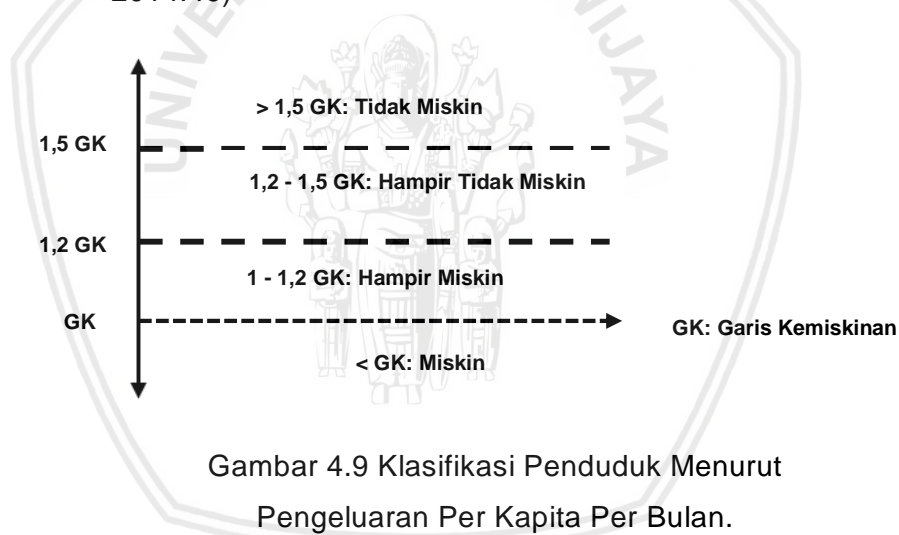 UNIVER
NIJAYA
> 1,5 GK: Tidak Miskin
1,5 GK
1,2 - 1,5 GK: Hampir Tidak Miskin
1,2 GK
1 - 1,2 GK: Hampir Miskin
GK
GK: Garis Kemiskinan
< GK: Miskin
Gambar 4.9 Klasifikasi Penduduk Menurut
Pengeluaran Per Kapita Per Bulan.